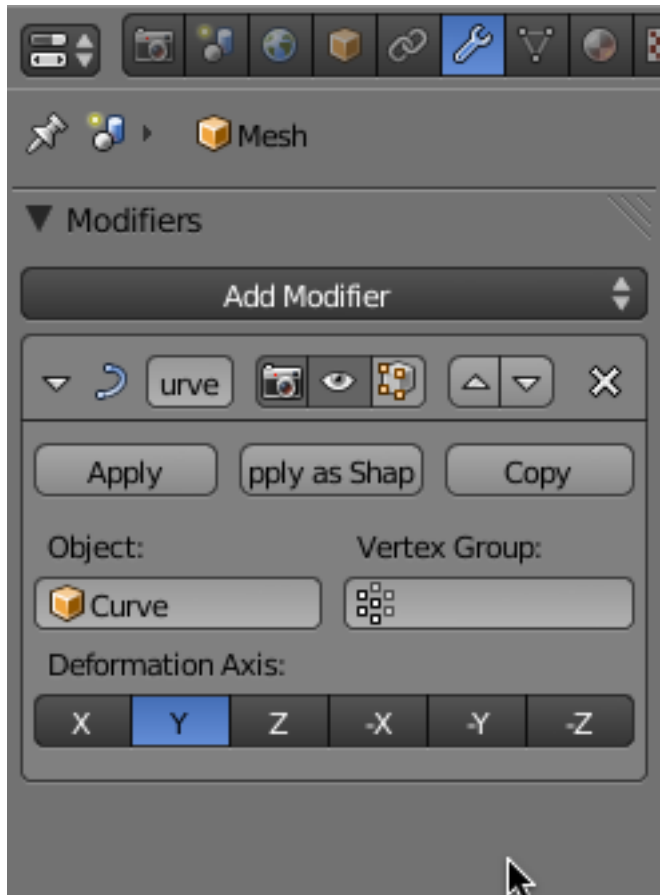 Mesh
Modifiers
Add Modifier
urve
Apply pply as Shap Copy
Object: Vertex Group:
Curve
Deformation Axis:
X Y Z -X -Y -Z